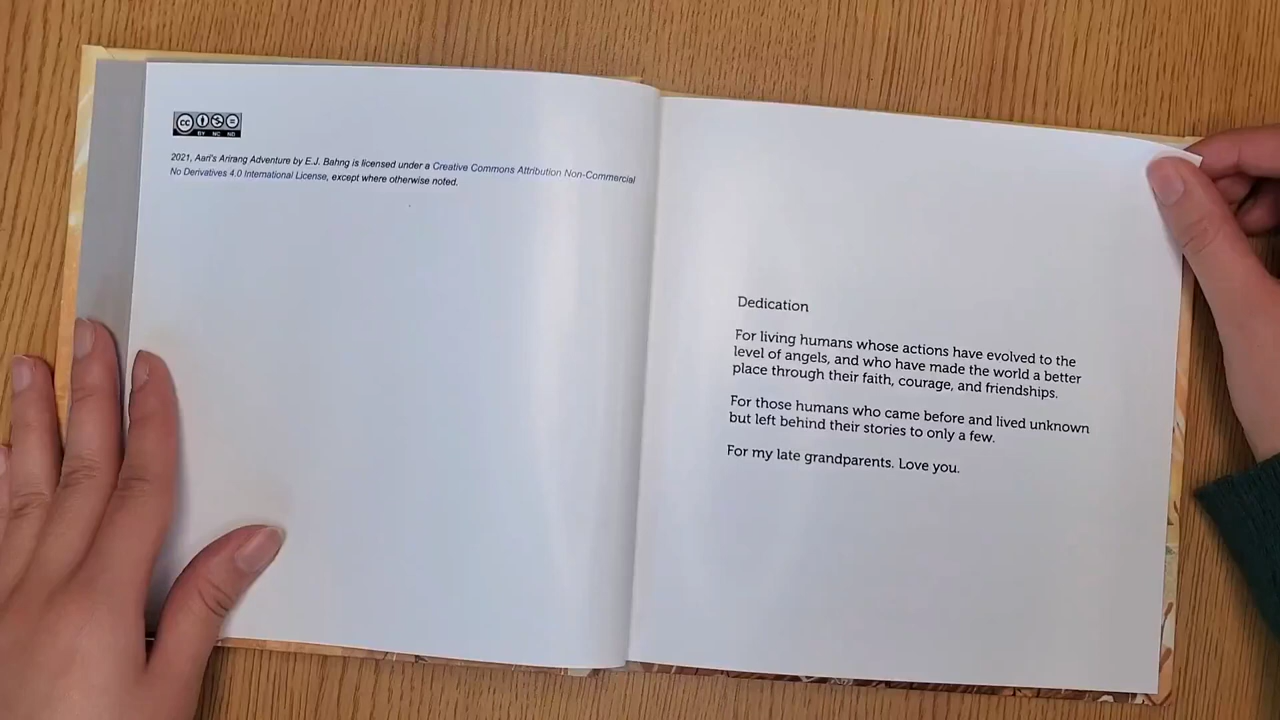 cc BY NC ND
2021, Aari's Arirang Adventure by E.J. Bahng is licensed under a Creative Commons Attribution Non-Commercial
No Derivatives 4.0 International License, except where otherwise noted.
Dedication
For living humans whose actions have evolved to the
level of angels, and who have made the world a better
place through their faith, courage, and friendships.
For those humans who came before and lived unknown
but left behind their stories to only a few.
For my late grandparents. Love you.